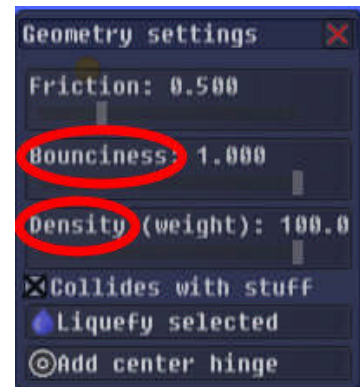 Geometry settings
Friction: 0.500
Bounciness: 1.000
Density (weight): 100.0
Collides with stuff
Liquefy selected
Add center hinge